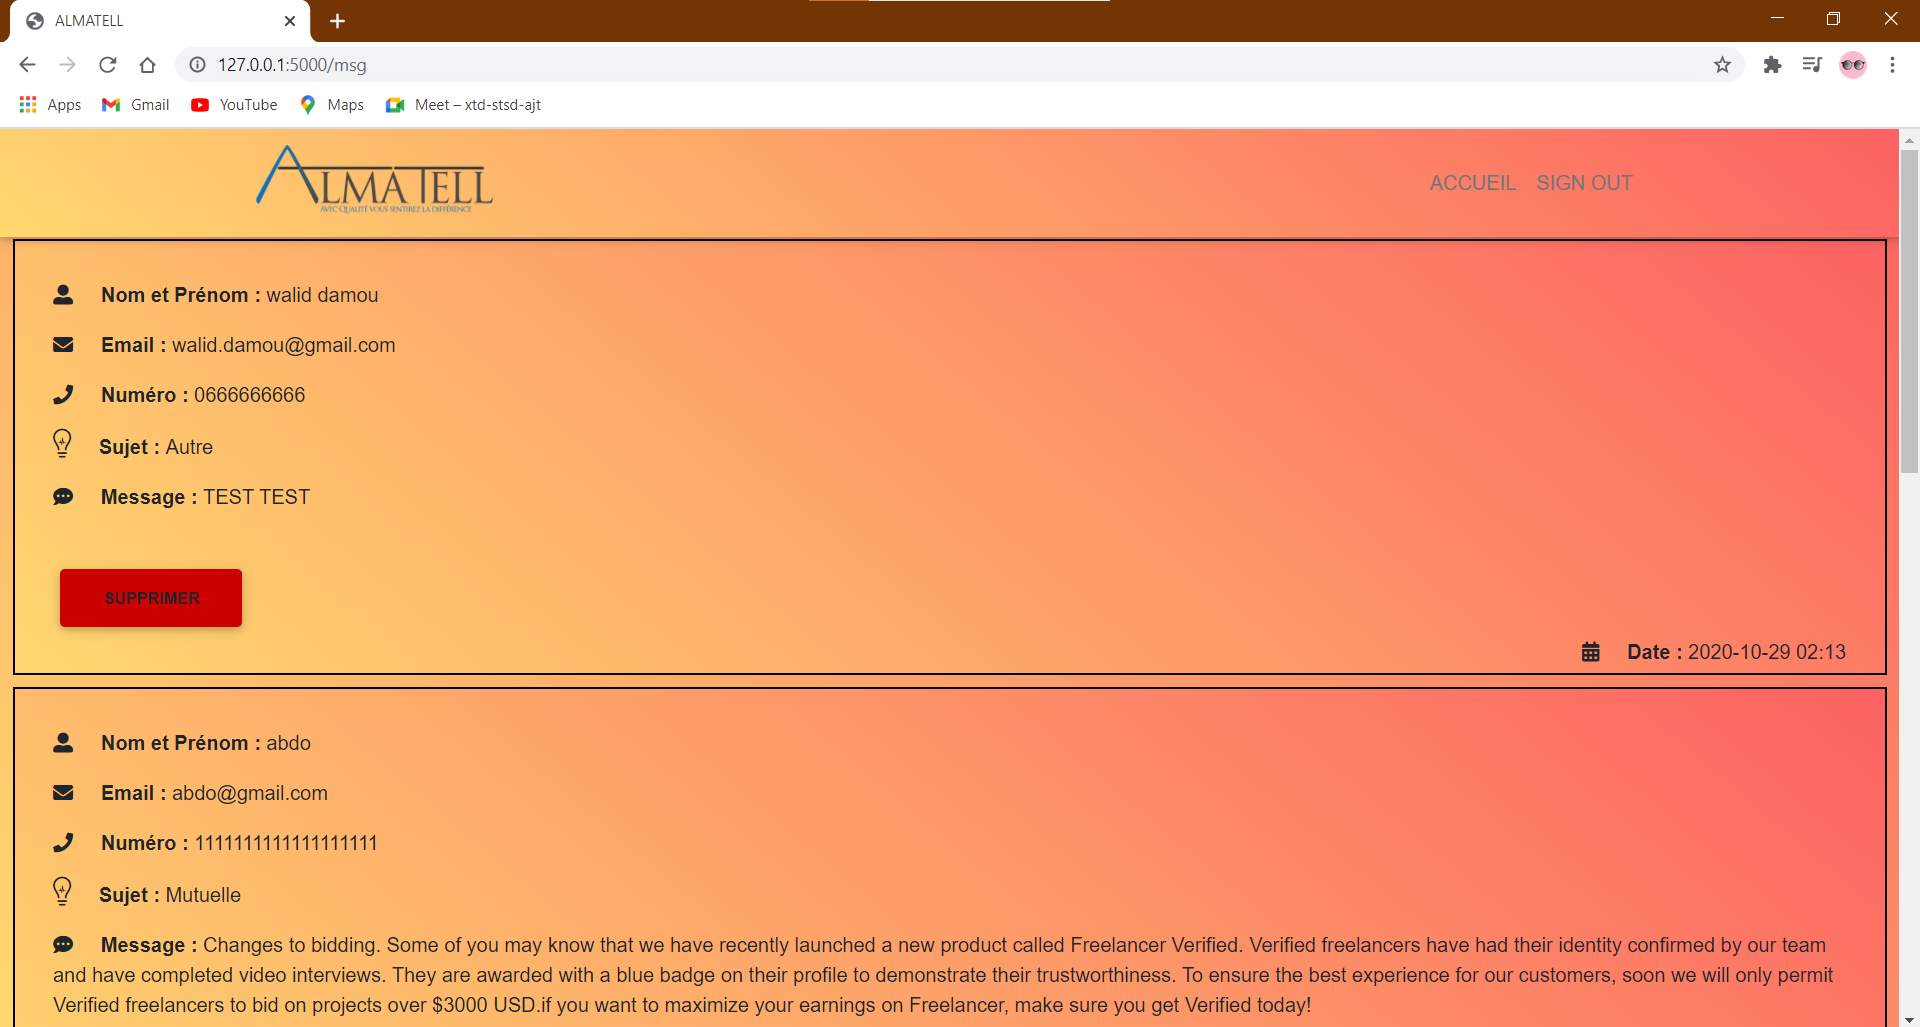 ALMATELL
127.0.0.1:5000/msg
Apps Gmail YouTube Maps Meet – xtd-stsd-ajt
ALMATELL
AVEC QUALITÉ VOUS SENTIREZ LA DIFFÉRENCE
ACCUEIL SIGN OUT
Nom et Prénom : walid damou
Email : walid.damou@gmail.com
Numéro : 0666666666
Sujet : Autre
Message : TEST TEST
SUPPRIMER
Date : 2020-10-29 02:13
Nom et Prénom : abdo
Email : abdo@gmail.com
Numéro : 1111111111111111111
Sujet : Mutuelle
Message : Changes to bidding. Some of you may know that we have recently launched a new product called Freelancer Verified. Verified freelancers have had their identity confirmed by our team
and have completed video interviews. They are awarded with a blue badge on their profile to demonstrate their trustworthiness. To ensure the best experience for our customers, soon we will only permit
Verified freelancers to bid on projects over $3000 USD.if you want to maximize your earnings on Freelancer, make sure you get Verified today!